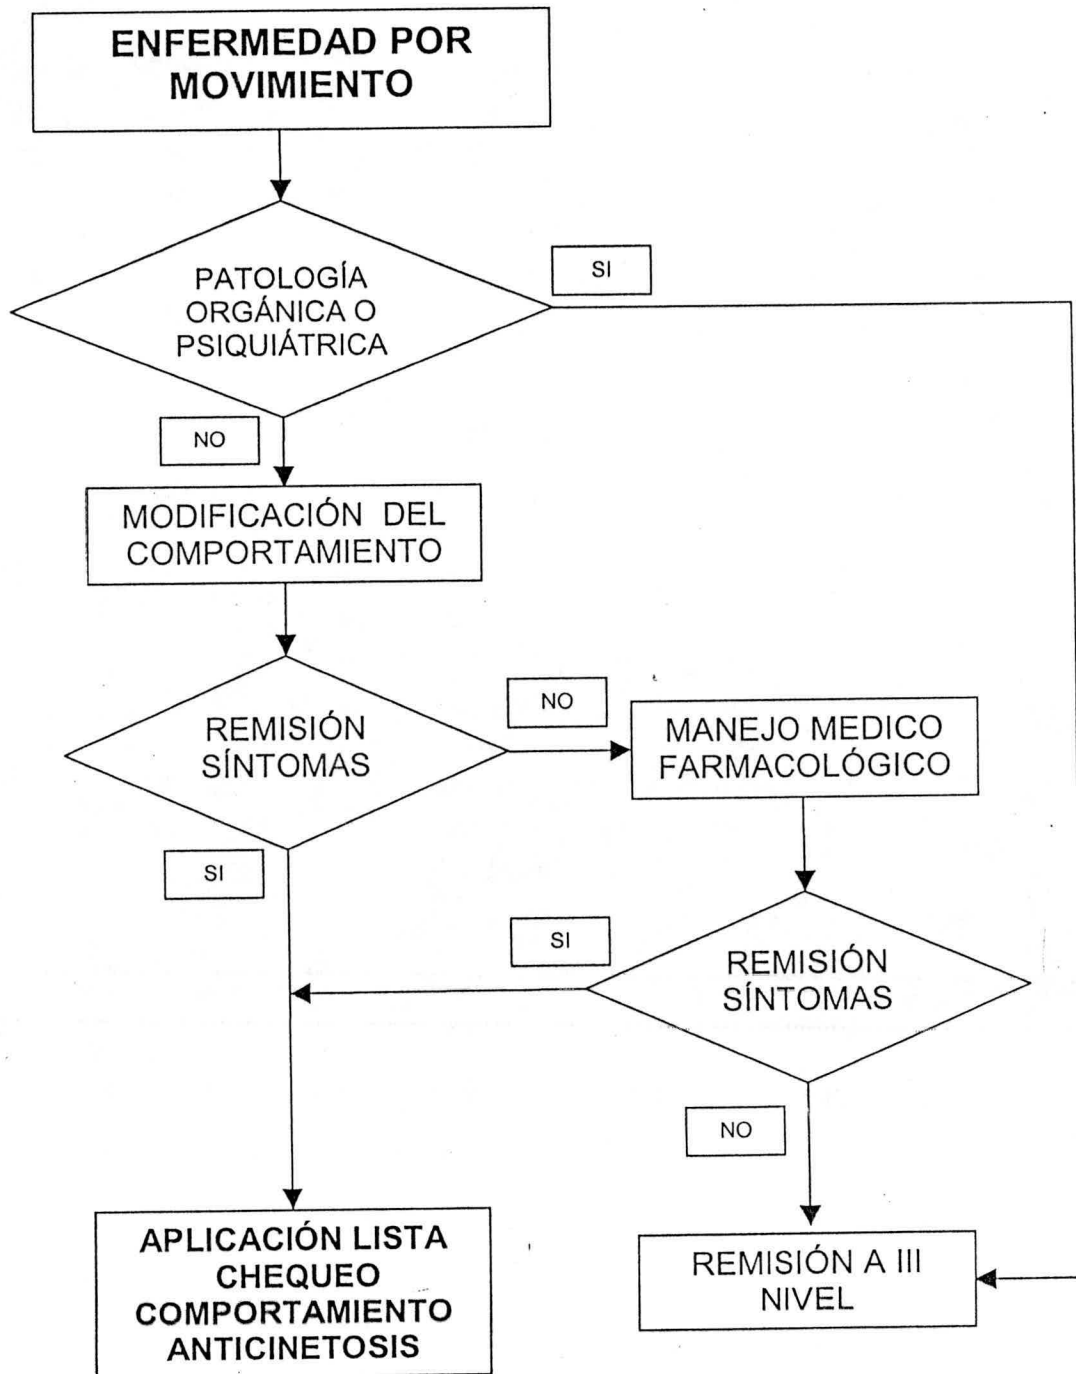 ENFERMEDAD POR
MOVIMIENTO
SI
PATOLOGÍA
ORGÁNICA O
PSIQUIÁTRICA
NO
MODIFICACIÓN DEL
COMPORTAMIENTO
REMISIÓN
SÍNTOMAS
NO
MANEJO MEDICO
FARMACOLÓGICO
SI
SI
REMISIÓN
SÍNTOMAS
NO
APLICACIÓN LISTA
CHEQUEO
COMPORTAMIENTO
ANTICINETOSIS
REMISIÓN A III
NIVEL